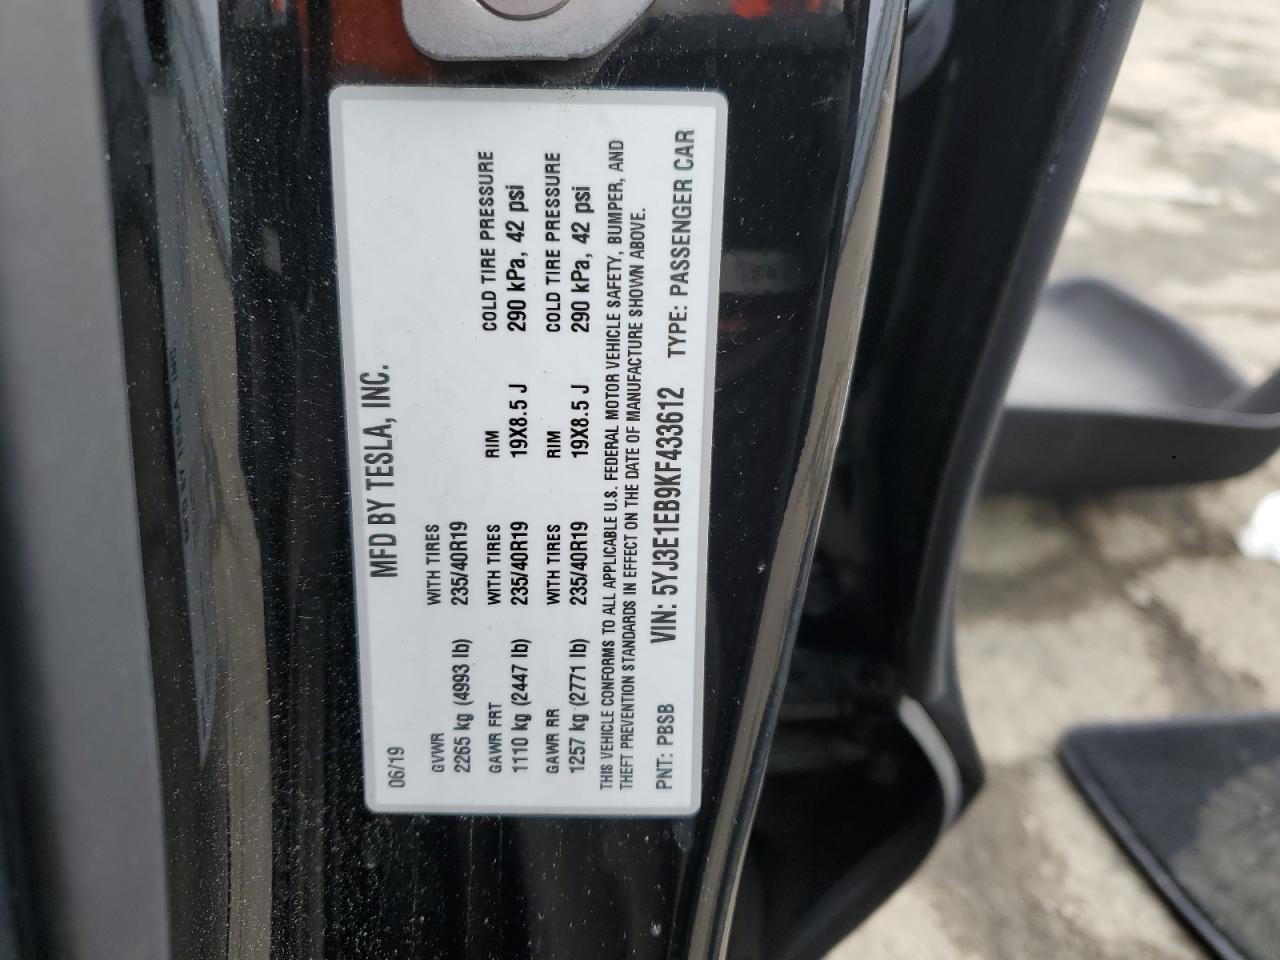 MFD BY TESLA, INC.
06/19
GVWR WITH TIRES
2265 kg (4993 lb) 235/40R19
GAWR FRT WITH TIRES RIM COLD TIRE PRESSURE
1110 kg (2447 lb) 235/40R19 19X8.5 J 290 kPa, 42 psi
GAWR RR WITH TIRES RIM COLD TIRE PRESSURE
1257 kg (2771 lb) 235/40R19 19X8.5 J 290 kPa, 42 psi
THIS VEHICLE CONFORMS TO ALL APPLICABLE U.S. FEDERAL MOTOR VEHICLE SAFETY, BUMPER, AND
THEFT PREVENTION STANDARDS IN EFFECT ON THE DATE OF MANUFACTURE SHOWN ABOVE.
PNT: PBSB VIN: 5YJ3E1EB9KF433612 TYPE: PASSENGER CAR